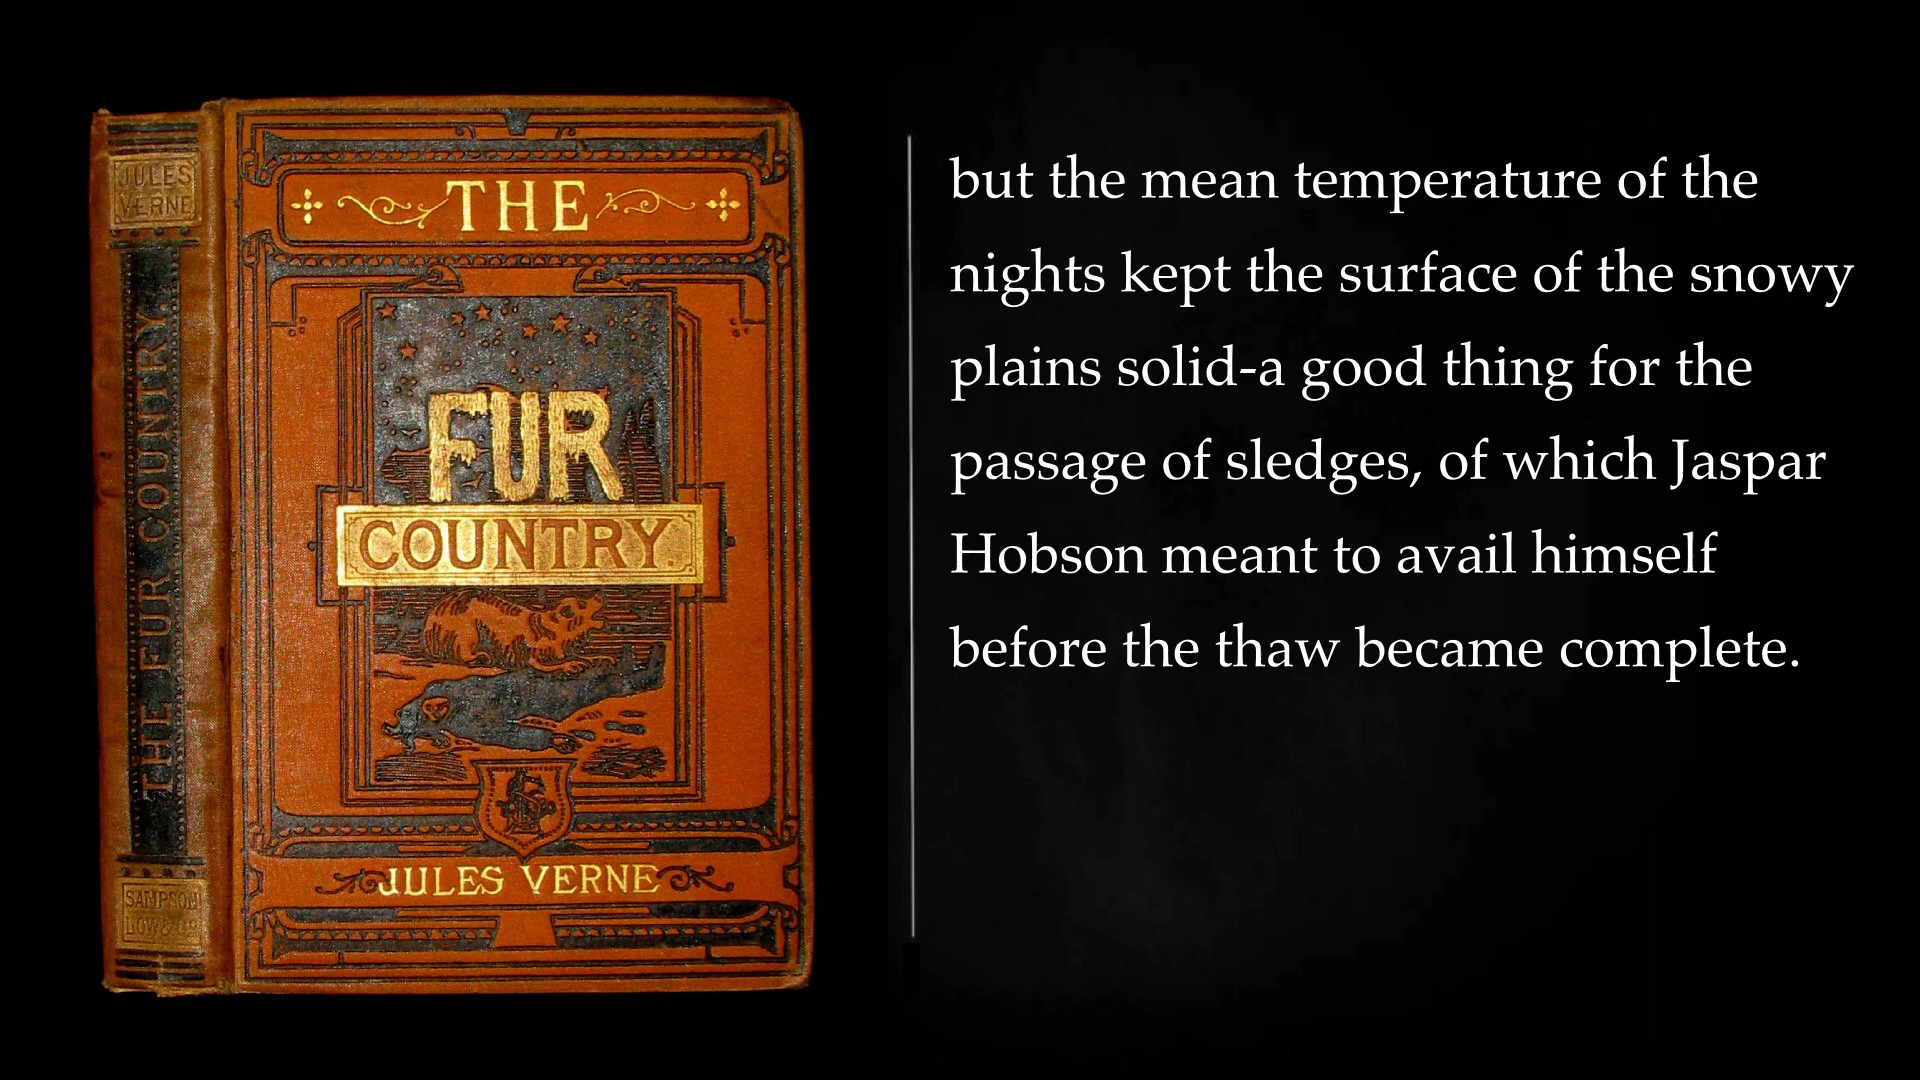 JULES
VERNE
THE FUR COUNTRY.
SAMPSON
LOW & Co
THE
FUR
COUNTRY.
JULES VERNE
but the mean temperature of the
nights kept the surface of the snowy
plains solid-a good thing for the
passage of sledges, of which Jaspar
Hobson meant to avail himself
before the thaw became complete.